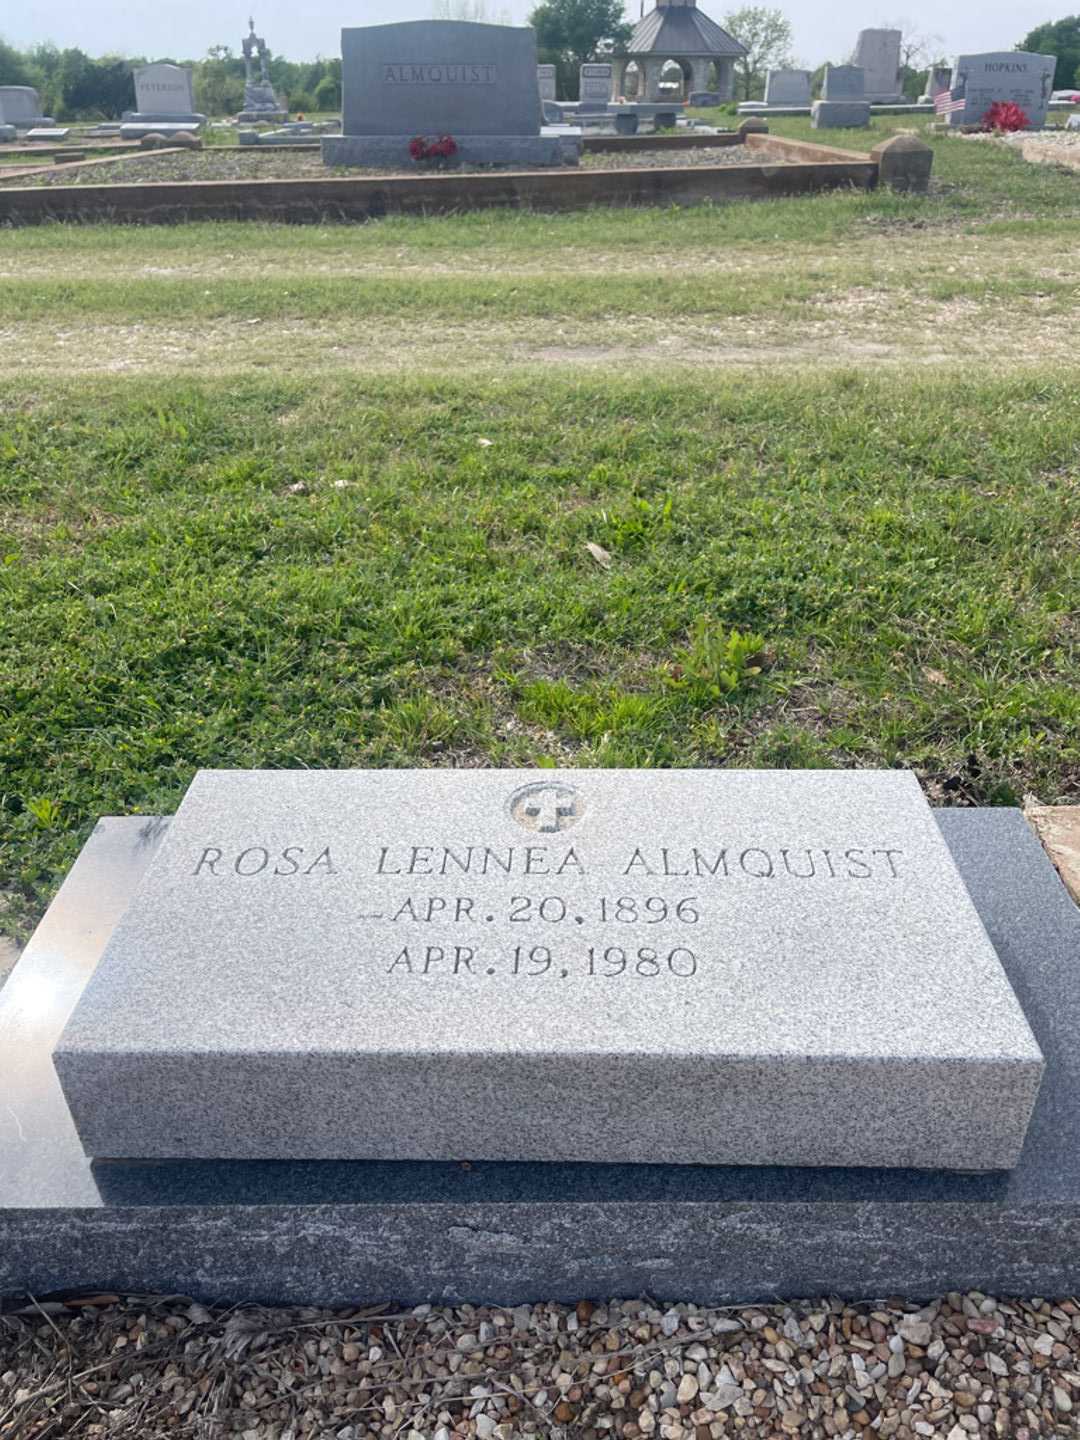 ALMQUIST
PETERSON
HOPKINS
ROSA LENNEA ALMQUIST
APR. 20, 1896
APR. 19, 1980